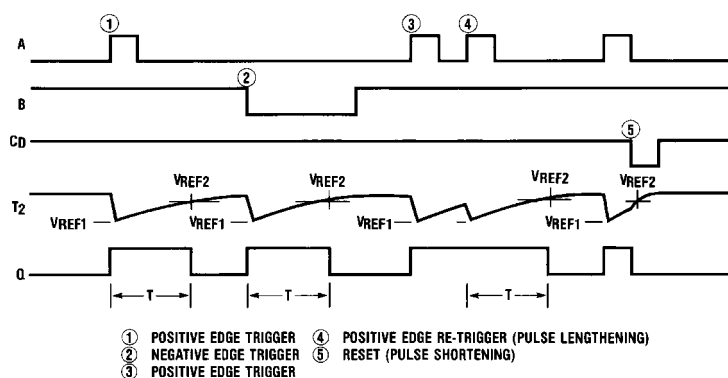 ① ③ ④
A
②
B
⑤
CD
VREF2 VREF2 VREF2 VREF2
T2
VREF1 VREF1 VREF1 VREF1
Q
T T T
① POSITIVE EDGE TRIGGER ④ POSITIVE EDGE RE-TRIGGER (PULSE LENGTHENING)
② NEGATIVE EDGE TRIGGER ⑤ RESET (PULSE SHORTENING)
③ POSITIVE EDGE TRIGGER